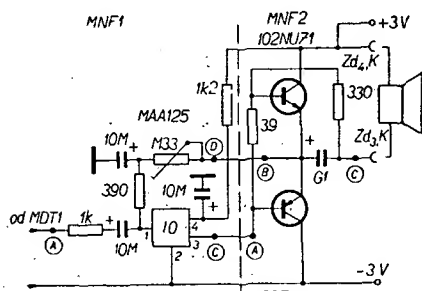 MNF1
MNF2
102NU71
+3V
Zd4,K
1k2
MAA125
39
330
10M
M33
D
Zd3,K
390
10M
B
G1
C
od MDT1
1k
10
4
A
10M
1
3
C
A
2
-3V